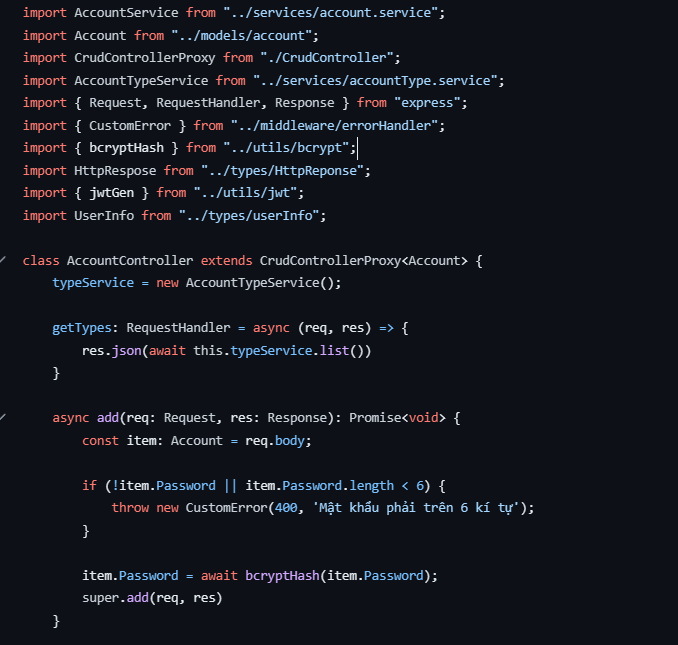 import AccountService from "../services/account.service";
import Account from "../models/account";
import CrudControllerProxy from "./CrudController";
import AccountTypeService from "../services/accountType.service";
import { Request, RequestHandler, Response } from "express";
import { CustomError } from "../middleware/errorHandler";
import { bcryptHash } from "../utils/bcrypt";
import HttpRespose from "../types/HttpReponse";
import { jwtGen } from "../utils/jwt";
import UserInfo from "../types/userInfo";
class AccountController extends CrudControllerProxy<Account> {
typeService = new AccountTypeService();
getTypes: RequestHandler = async (req, res) => {
res.json(await this.typeService.list())
}
async add(req: Request, res: Response): Promise<void> {
const item: Account = req.body;
if (!item.Password || item.Password.length < 6) {
throw new CustomError(400, 'Mật khẩu phải trên 6 kí tự');
}
item.Password = await bcryptHash(item.Password);
super.add(req, res)
}